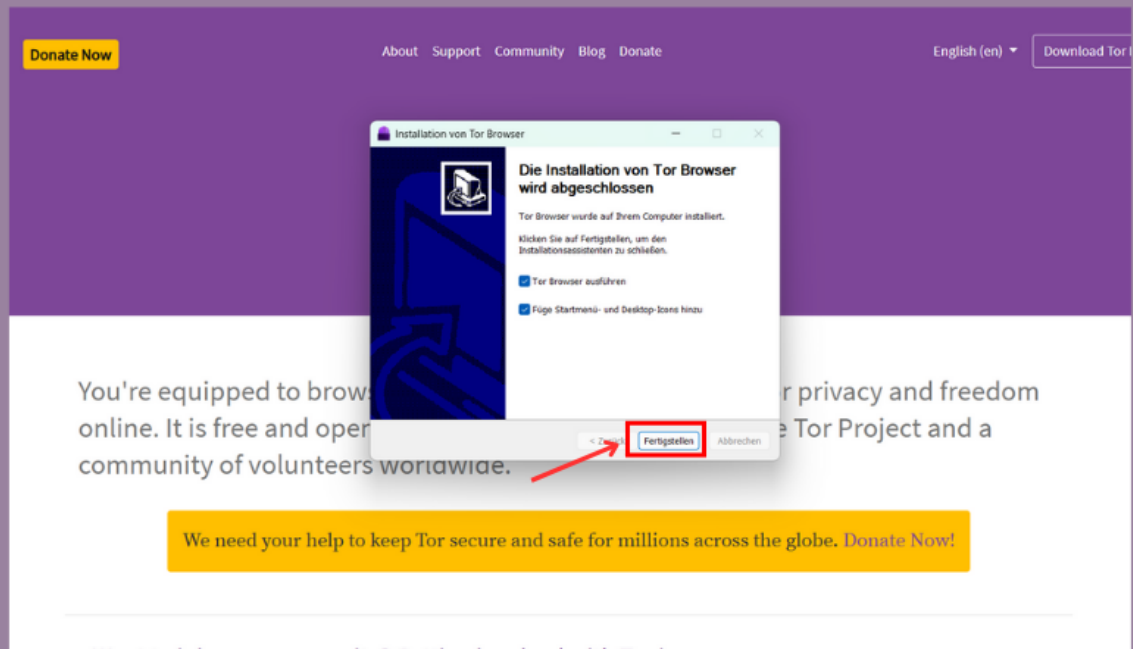 Donate Now
About Support Community Blog Donate
English (en)
Download Tor
Installation von Tor Browser
Die Installation von Tor Browser
wird abgeschlossen
Tor Browser wurde auf Ihrem Computer installiert.
Klicken Sie auf Fertigstellen, um den
Installationsassistenten zu schließen.
Tor Browser ausführen
Füge Startmenü- und Desktop-Icons hinzu
< Zurück
Fertigstellen
Abbrechen
You're equipped to brow r privacy and freedom
online. It is free and oper e Tor Project and a
community of volunteers worldwide.
We need your help to keep Tor secure and safe for millions across the globe. Donate Now!